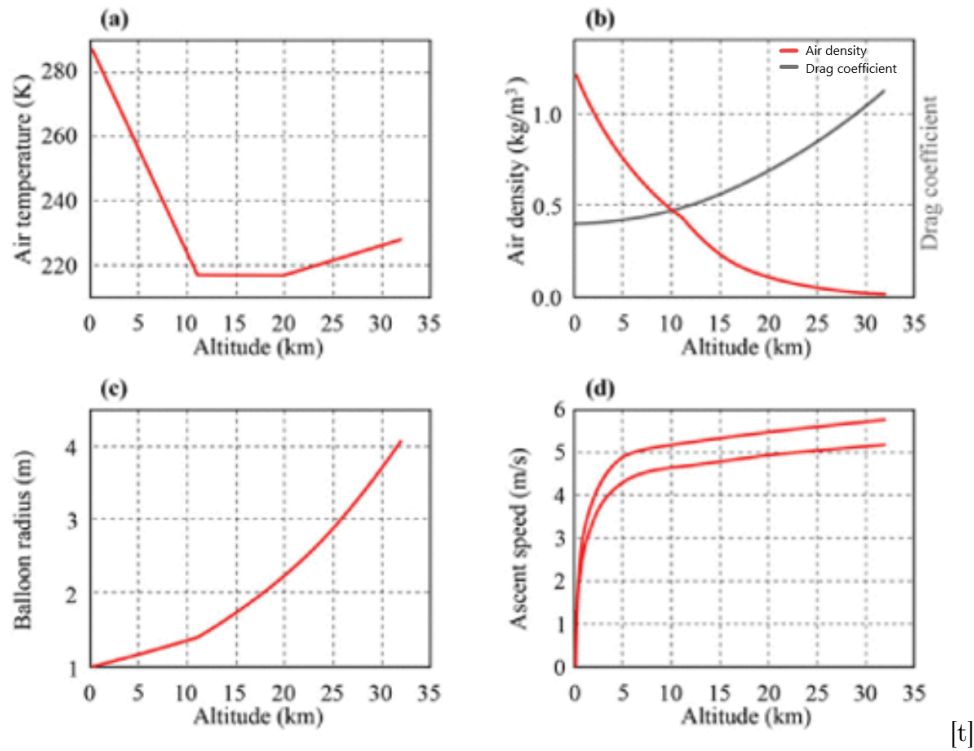 (a)
280
260
240
220
Air temperature (K)
0 5 10 15 20 25 30 35
Altitude (km)
(b)
Air density
Drag coefficient
1.0
0.5
0.0
Air density (kg/m³)
Drag coefficient
0 5 10 15 20 25 30 35
Altitude (km)
(c)
4
3
2
1
Balloon radius (m)
0 5 10 15 20 25 30 35
Altitude (km)
(d)
6
5
4
3
2
1
0
Ascent speed (m/s)
0 5 10 15 20 25 30 35
Altitude (km)
[t]